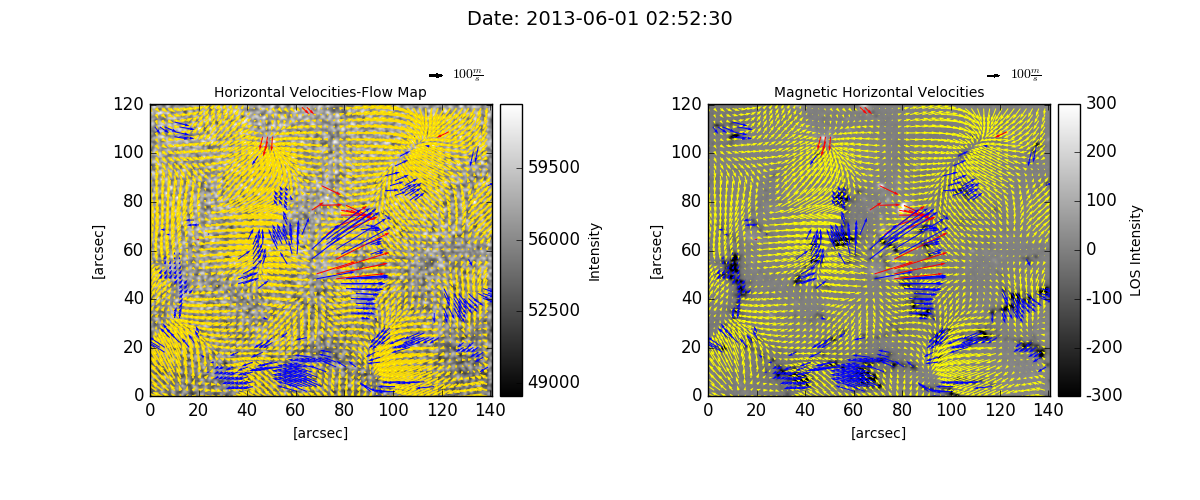 Date: 2013-06-01 02:52:30
100 m/s
Horizontal Velocities-Flow Map
120
100
80
60
40
20
0
[arcsec]
0 20 40 60 80 100 120 140
[arcsec]
59500
56000
52500
49000
Intensity
100 m/s
Magnetic Horizontal Velocities
120
100
80
60
40
20
0
[arcsec]
0 20 40 60 80 100 120 140
[arcsec]
300
200
100
0
-100
-200
-300
LOS Intensity